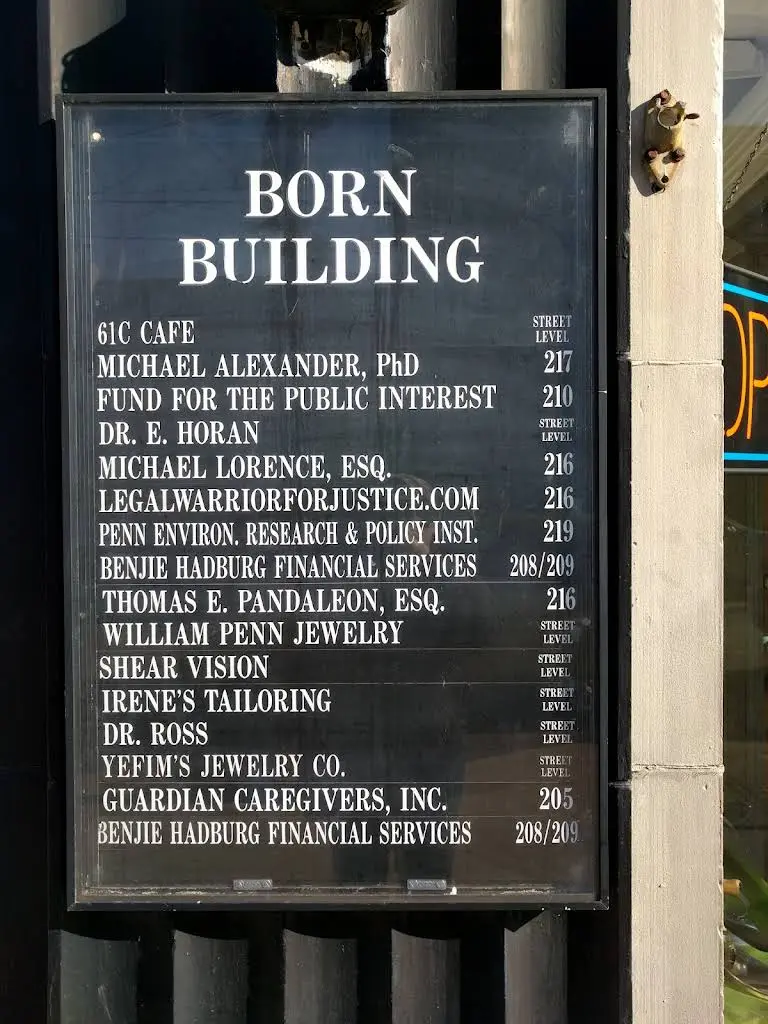 BORN
BUILDING
61C CAFE STREET LEVEL
MICHAEL ALEXANDER, PhD 217
FUND FOR THE PUBLIC INTEREST 210
DR. E. HORAN STREET LEVEL
MICHAEL LORENCE, ESQ. 216
LEGALWARRIORFORJUSTICE.COM 216
PENN ENVIRON. RESEARCH & POLICY INST. 219
BENJIE HADBURG FINANCIAL SERVICES 208/209
THOMAS E. PANDALEON, ESQ. 216
WILLIAM PENN JEWELRY STREET LEVEL
SHEAR VISION STREET LEVEL
IRENE'S TAILORING STREET LEVEL
DR. ROSS STREET LEVEL
YEFIM'S JEWELRY CO. STREET LEVEL
GUARDIAN CAREGIVERS, INC. 205
BENJIE HADBURG FINANCIAL SERVICES 208/209